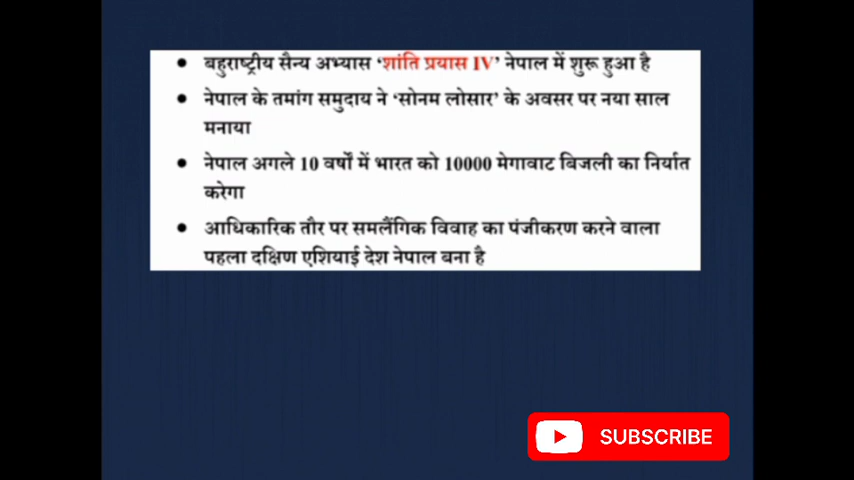 • बहुराष्ट्रीय सैन्य अभ्यास ‘शांति प्रयास IV’ नेपाल में शुरू हुआ है
• नेपाल के तमांग समुदाय ने ‘सोनम लोसार’ के अवसर पर नया साल
मनाया
• नेपाल अगले 10 वर्षों में भारत को 10000 मेगावाट बिजली का निर्यात
करेगा
• आधिकारिक तौर पर समलैंगिक विवाह का पंजीकरण करने वाला
पहला दक्षिण एशियाई देश नेपाल बना है
SUBSCRIBE